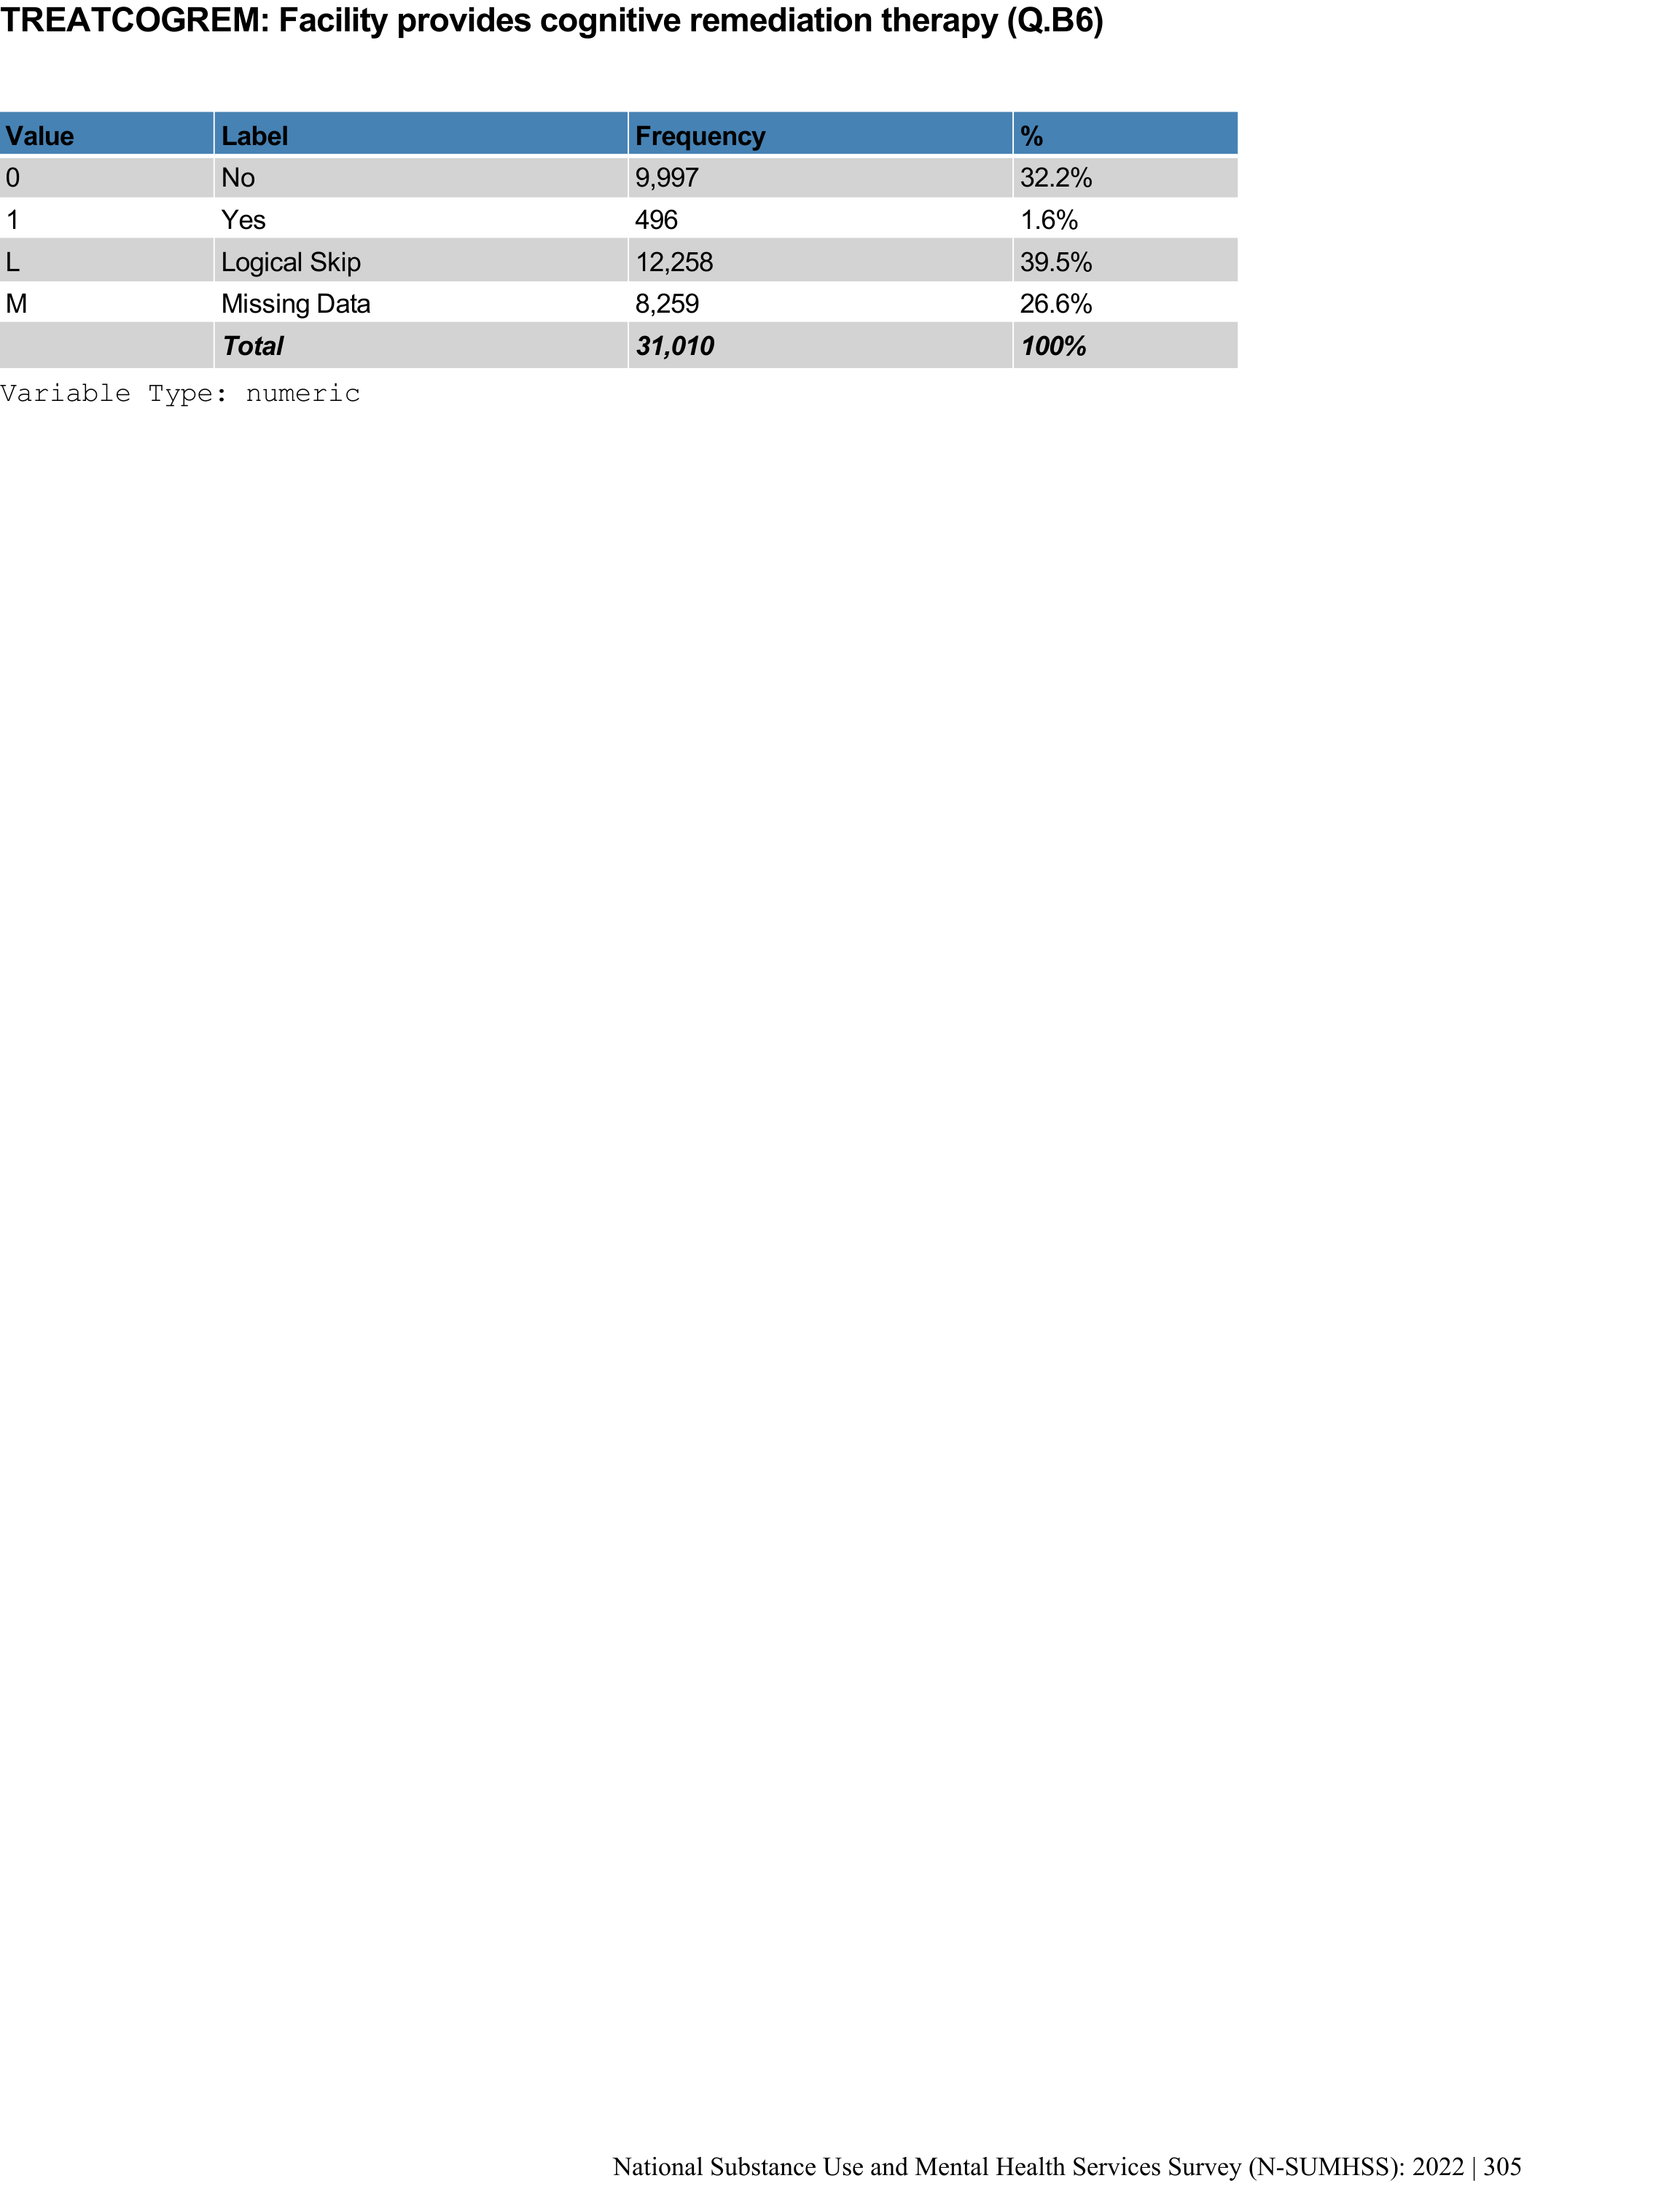 TREATCOGREM: Facility provides cognitive remediation therapy (Q.B6)
Value Label Frequency %
0 No 9,997 32.2%
1 Yes 496 1.6%
L Logical Skip 12,258 39.5%
M Missing Data 8,259 26.6%
Total 31,010 100%
Variable Type: numeric
National Substance Use and Mental Health Services Survey (N-SUMHSS): 2022 | 305